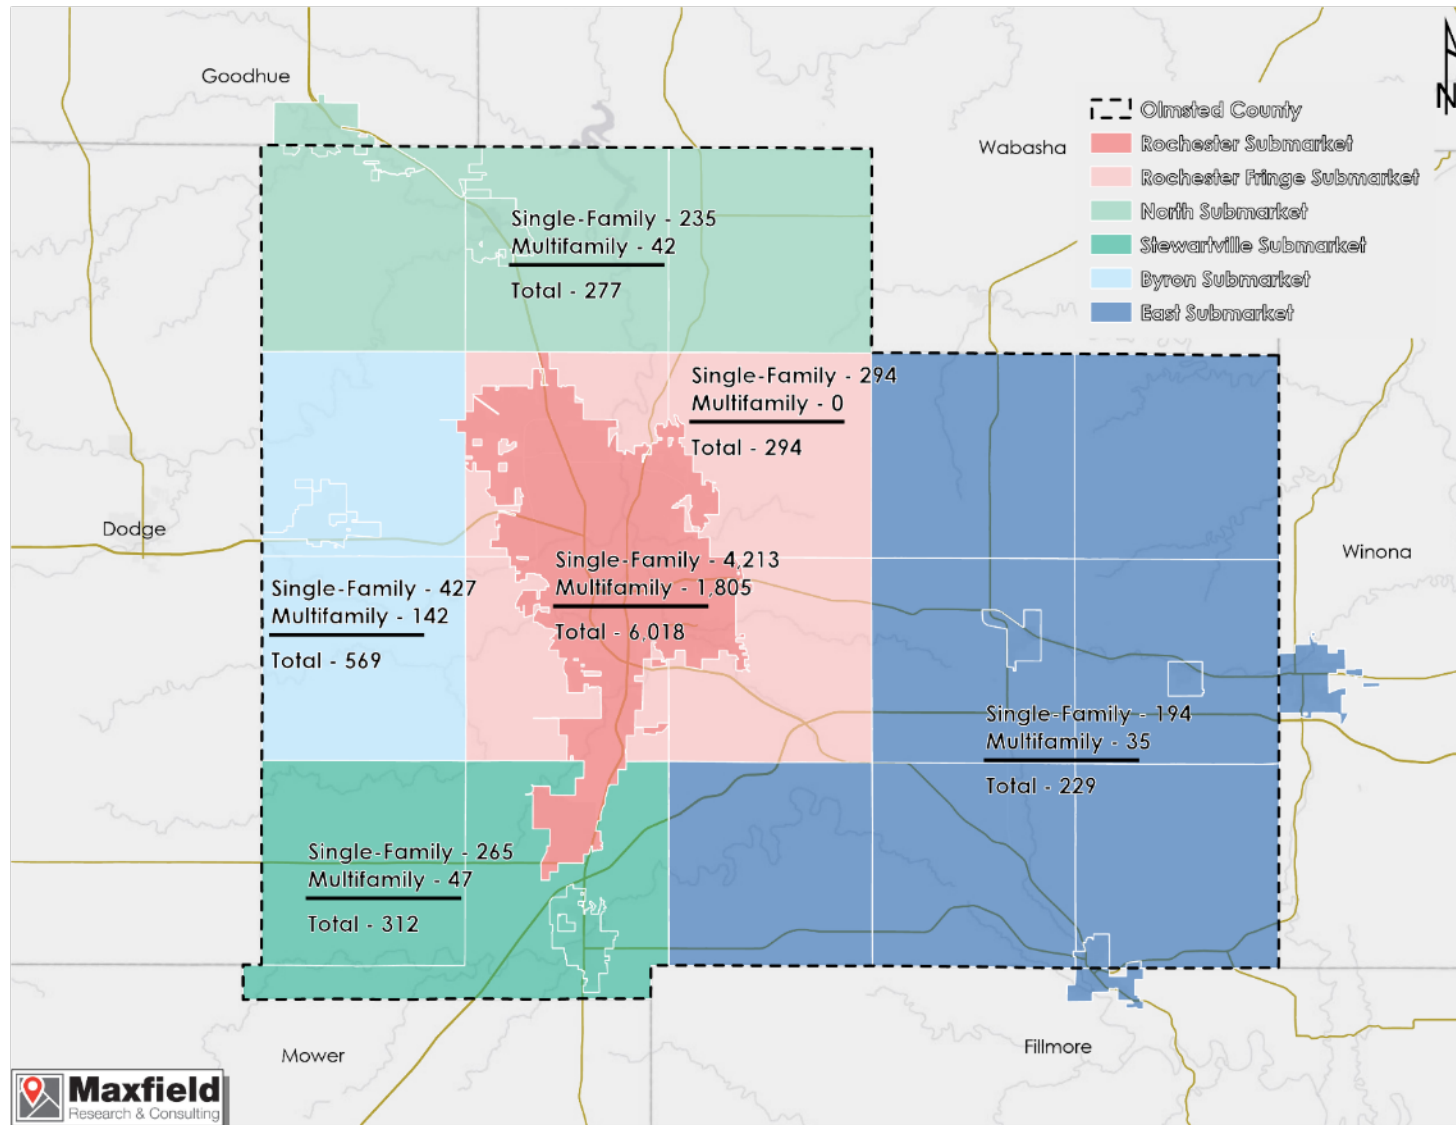 Goodhue
N
Olmsted County
Wabasha
Rochester Submarket
Rochester Fringe Submarket
North Submarket
Stewartville Submarket
Byron Submarket
East Submarket
Single-Family - 235
Multifamily - 42
Total - 277
Single-Family - 294
Multifamily - 0
Total - 294
Dodge
Winona
Single-Family - 4,213
Multifamily - 1,805
Total - 6,018
Single-Family - 427
Multifamily - 142
Total - 569
Single-Family - 194
Multifamily - 35
Total - 229
Single-Family - 265
Multifamily - 47
Total - 312
Mower
Fillmore
Maxfield
Research & Consulting